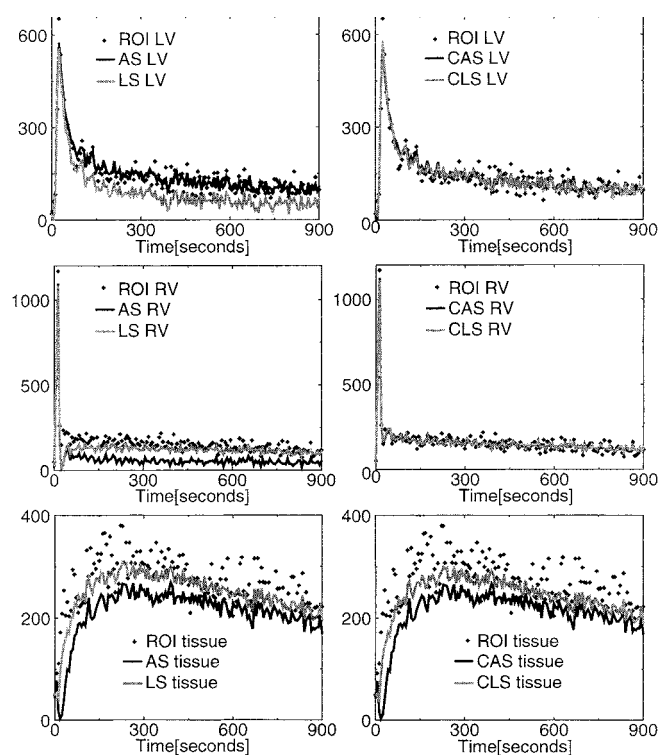 600
300
0
ROI LV
AS LV
LS LV
0 300 600 900
Time[seconds]
600
300
0
ROI LV
CAS LV
CLS LV
0 300 600 900
Time[seconds]
1000
500
0
ROI RV
AS RV
LS RV
0 300 600 900
Time[seconds]
1000
500
0
ROI RV
CAS RV
CLS RV
0 300 600 900
Time[seconds]
400
200
0
ROI tissue
AS tissue
LS tissue
0 300 600 900
Time[seconds]
400
200
0
ROI tissue
CAS tissue
CLS tissue
0 300 600 900
Time[seconds]